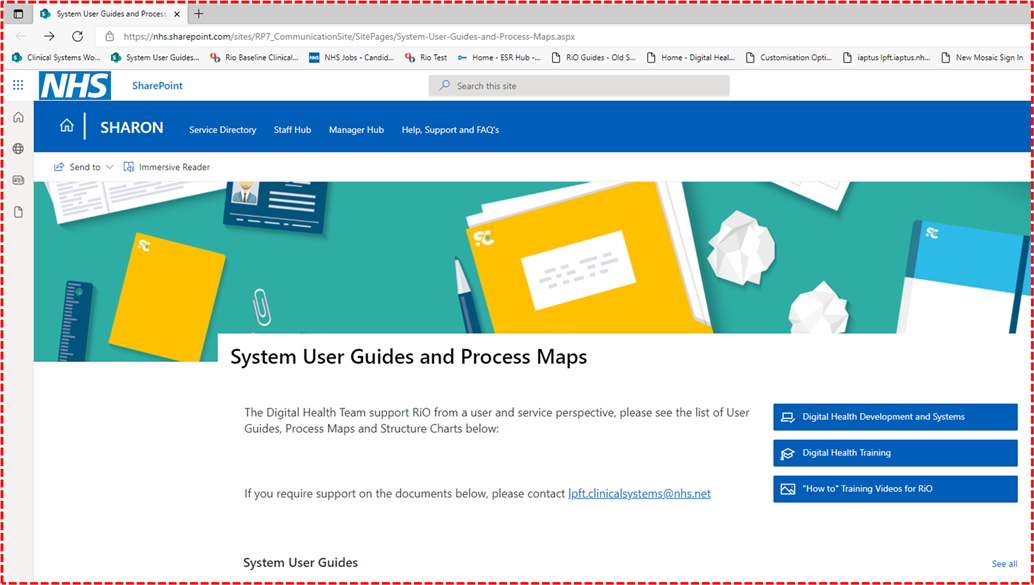 System User Guides and Process
https://nhs.sharepoint.com/sites/RP7_CommunicationSite/SitePages/System-User-Guides-and-Process-Maps.aspx
Clinical Systems Wo... System User Guides... Rio Baseline Clinical... NHS Jobs - Candid... Rio Test Home - ESR Hub -... RiO Guides - Old S... Home - Digital Heal... Customisation Opti... iaptus lpft.iaptus.nh... New Mosaic Sign In
NHS SharePoint Search this site
SHARON Service Directory Staff Hub Manager Hub Help, Support and FAQ's
Send to Immersive Reader
System User Guides and Process Maps
The Digital Health Team support RiO from a user and service perspective, please see the list of User
Guides, Process Maps and Structure Charts below:
Digital Health Development and Systems
Digital Health Training
If you require support on the documents below, please contact lpft.clinicalsystems@nhs.net
"How to" Training Videos for RiO
System User Guides See all